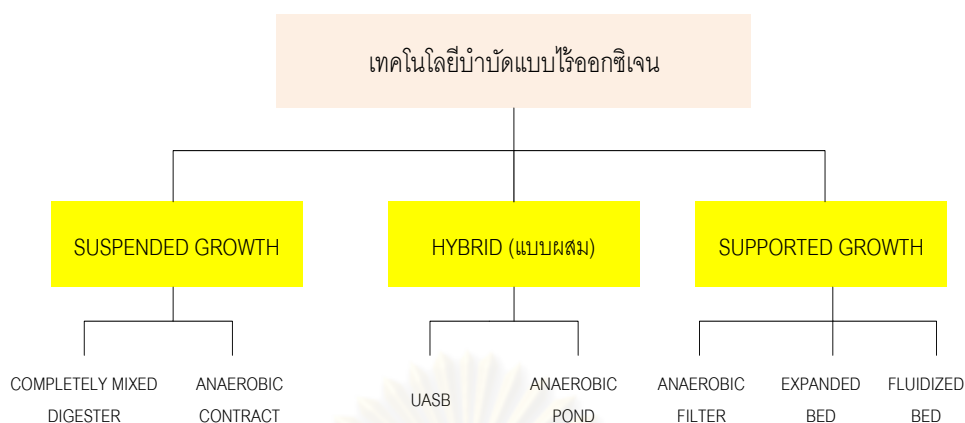 เทคโนโลยีบำบัดแบบไร้ออกซิเจน
SUSPENDED GROWTH
HYBRID (แบบผสม)
SUPPORTED GROWTH
COMPLETELY MIXED
DIGESTER
ANAEROBIC
CONTRACT
UASB
ANAEROBIC
POND
ANAEROBIC
FILTER
EXPANDED
BED
FLUIDIZED
BED